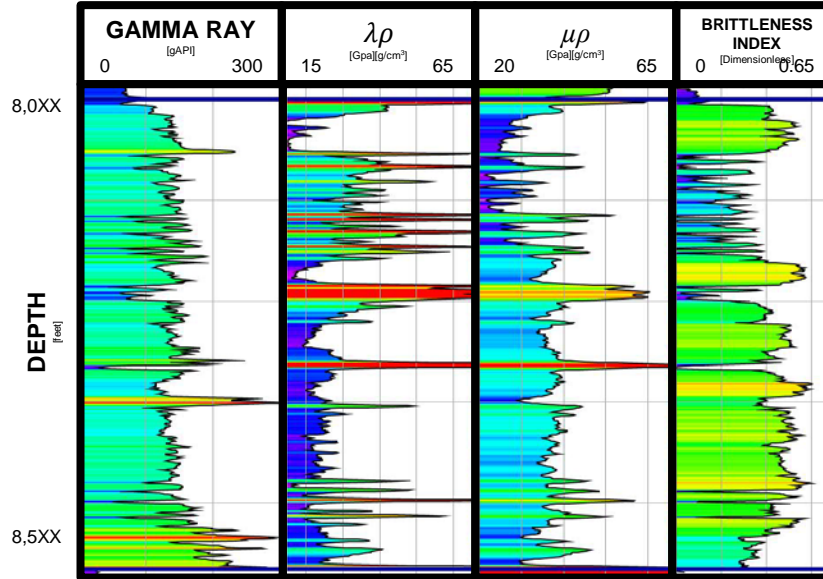 GAMMA RAY
[gAPI]
0 300
λρ
[Gpa][g/cm³]
15 65
μρ
[Gpa][g/cm³]
20 65
BRITTLENESS
INDEX
[Dimensionless]
0 0.65
8,0XX
DEPTH
[feet]
8,5XX